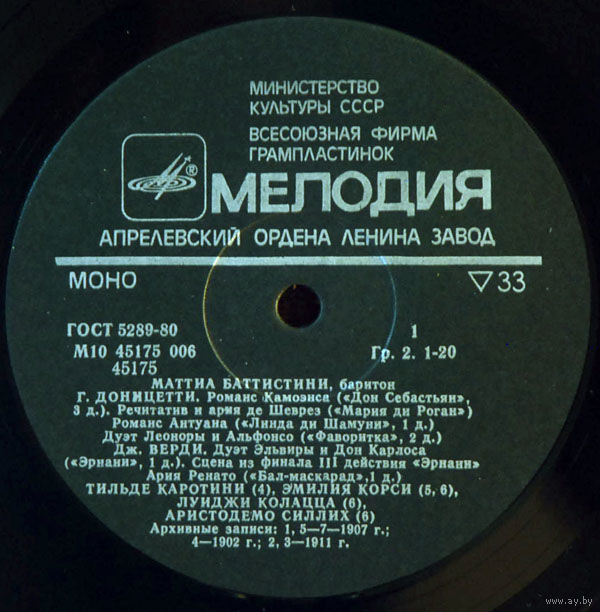 МИНИСТЕРСТВО
КУЛЬТУРЫ СССР
ВСЕСОЮЗНАЯ ФИРМА
ГРАМПЛАСТИНОК
®
МЕЛОДИЯ
АПРЕЛЕВСКИЙ ОРДЕНА ЛЕНИНА ЗАВОД
МОНО ▽33
ГОСТ 5289-80 1
М10 45175 006 Гр. 2. 1-20
45175
МАТТИА БАТТИСТИНИ, баритон
Г. ДОНИЦЕТТИ. Романс Камоэнса («Дон Себастьян»,
3 д.). Речитатив и ария де Шеврез («Мария ди Роган»)
Романс Антуана («Линда ди Шамуни», 1 д.)
Дуэт Леоноры и Альфонсо («Фаворитка», 2 д.)
Дж. ВЕРДИ. Дуэт Эльвиры и Дон Карлоса
(«Эрнани», 1 д.). Сцена из финала III действия «Эрнани»
Ария Ренато («Бал-маскарад»,1 д.)
ТИЛЬДЕ КАРОТИНИ (4), ЭМИЛИЯ КОРСИ (5, 6),
ЛУИДЖИ КОЛАЦЦА (6),
АРИСТОДЕМО СИЛЛИХ (6)
Архивные записи: 1, 5—7—1907 г.;
4—1902 г.; 2, 3—1911 г.
www.ay.by